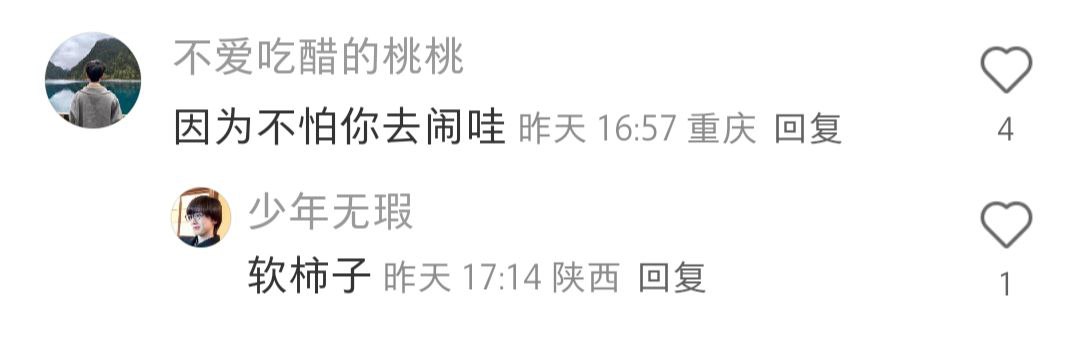 不爱吃醋的桃桃
因为不怕你去闹哇 昨天 16:57 重庆 回复
4
少年无瑕
软柿子 昨天 17:14 陕西 回复
1